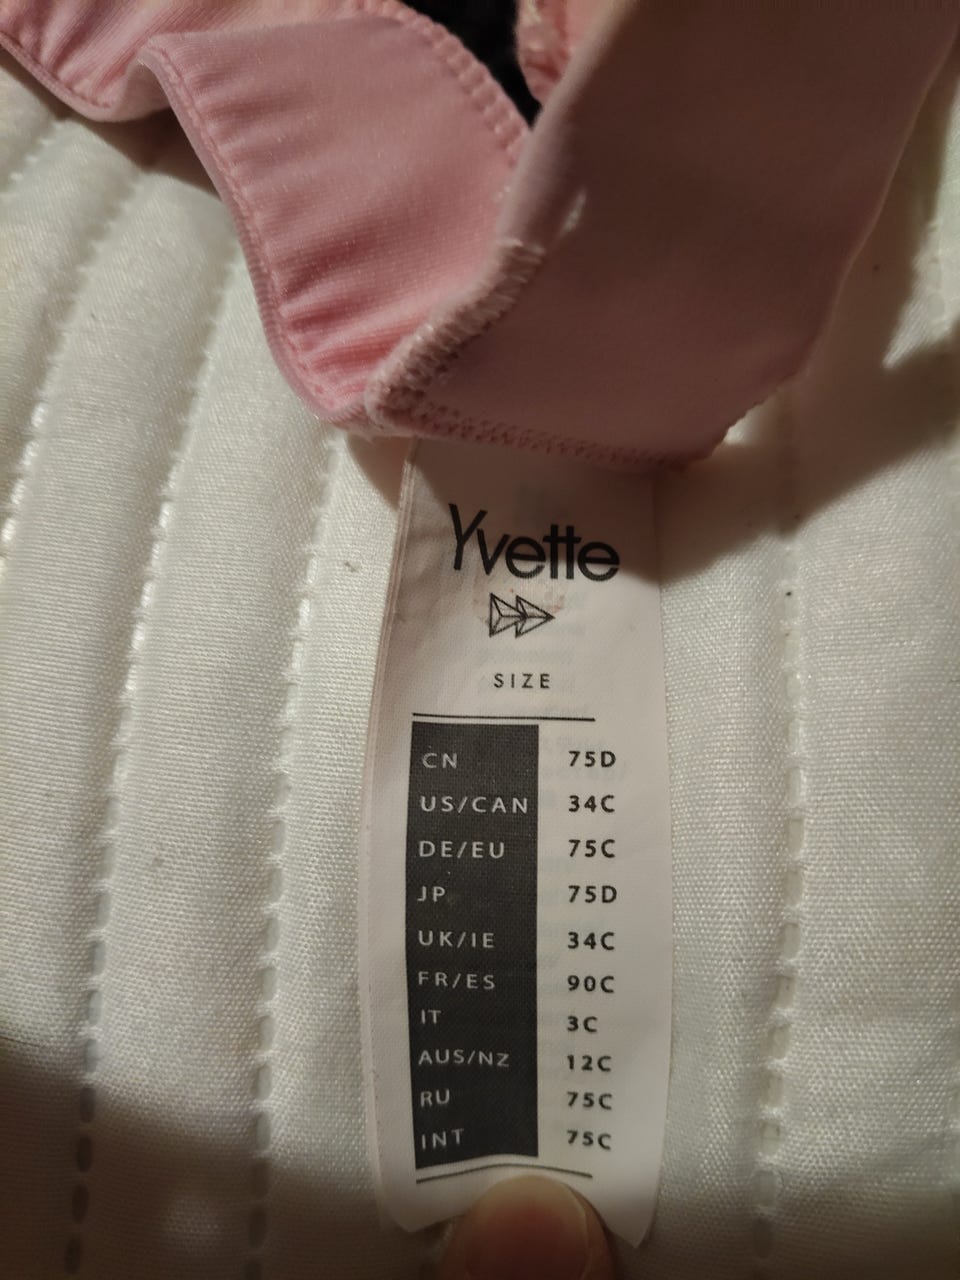 Yvette
SIZE
CN 75D
US/CAN 34C
DE/EU 75C
JP 75D
UK/IE 34C
FR/ES 90C
IT 3C
AUS/NZ 12C
RU 75C
INT 75C